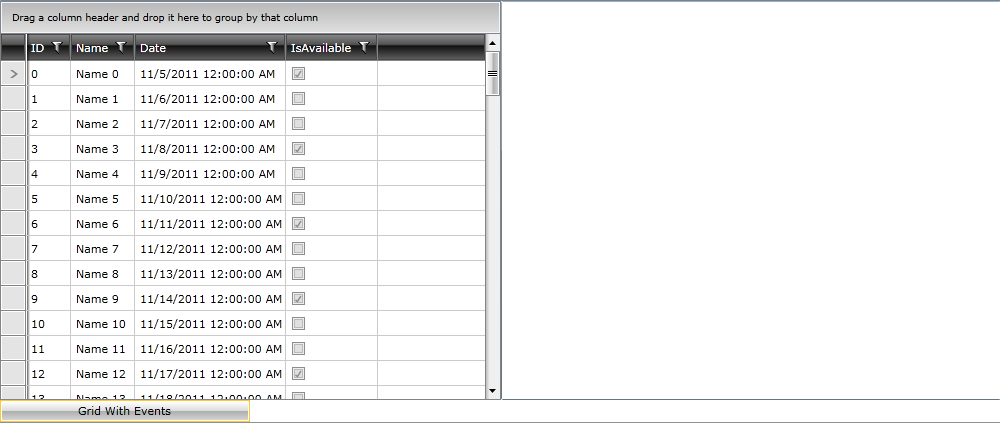 Drag a column header and drop it here to group by that column
ID Name Date IsAvailable
0 Name 0 11/5/2011 12:00:00 AM
1 Name 1 11/6/2011 12:00:00 AM
2 Name 2 11/7/2011 12:00:00 AM
3 Name 3 11/8/2011 12:00:00 AM
4 Name 4 11/9/2011 12:00:00 AM
5 Name 5 11/10/2011 12:00:00 AM
6 Name 6 11/11/2011 12:00:00 AM
7 Name 7 11/12/2011 12:00:00 AM
8 Name 8 11/13/2011 12:00:00 AM
9 Name 9 11/14/2011 12:00:00 AM
10 Name 10 11/15/2011 12:00:00 AM
11 Name 11 11/16/2011 12:00:00 AM
12 Name 12 11/17/2011 12:00:00 AM
13 Name 13 11/18/2011 12:00:00 AM
Grid With Events